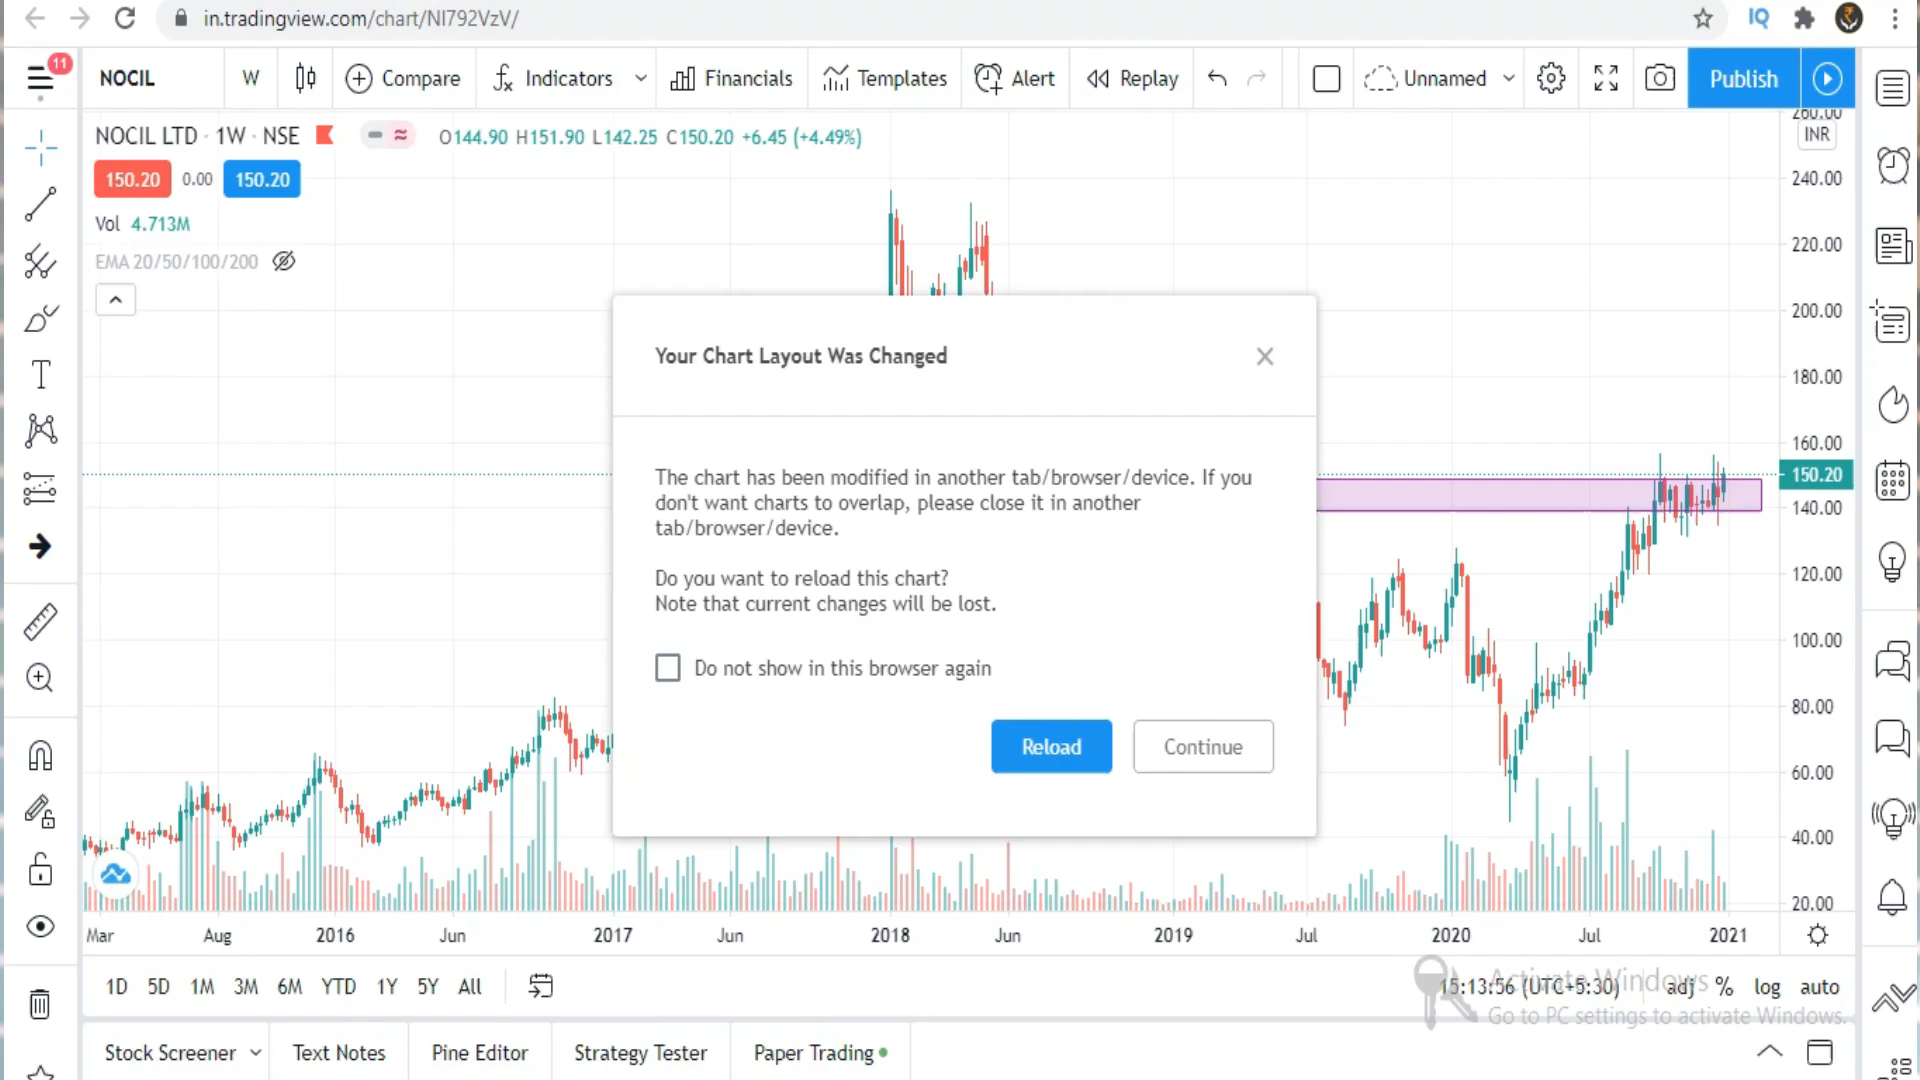 in.tradingview.com/chart/NI792VzV/
IQ
11
NOCIL
W
Compare
Indicators
Financials
Templates
Alert
Replay
Unnamed
Publish
NOCIL LTD · 1W · NSE
O144.90 H151.90 L142.25 C150.20 +6.45 (+4.49%)
150.20 0.00 150.20
Vol 4.713M
EMA 20/50/100/200
260.00
INR
240.00
220.00
200.00
180.00
160.00
150.20
140.00
120.00
100.00
80.00
60.00
40.00
20.00
Your Chart Layout Was Changed
The chart has been modified in another tab/browser/device. If you
don't want charts to overlap, please close it in another
tab/browser/device.
Do you want to reload this chart?
Note that current changes will be lost.
Do not show in this browser again
Reload
Continue
Mar Aug 2016 Jun 2017 Jun 2018 Jun 2019 Jul 2020 Jul 2021
1D 5D 1M 3M 6M YTD 1Y 5Y All
15:13:56 (UTC+5:30) adj % log auto
Activate Windows
Go to PC settings to activate Windows.
Stock Screener
Text Notes
Pine Editor
Strategy Tester
Paper Trading